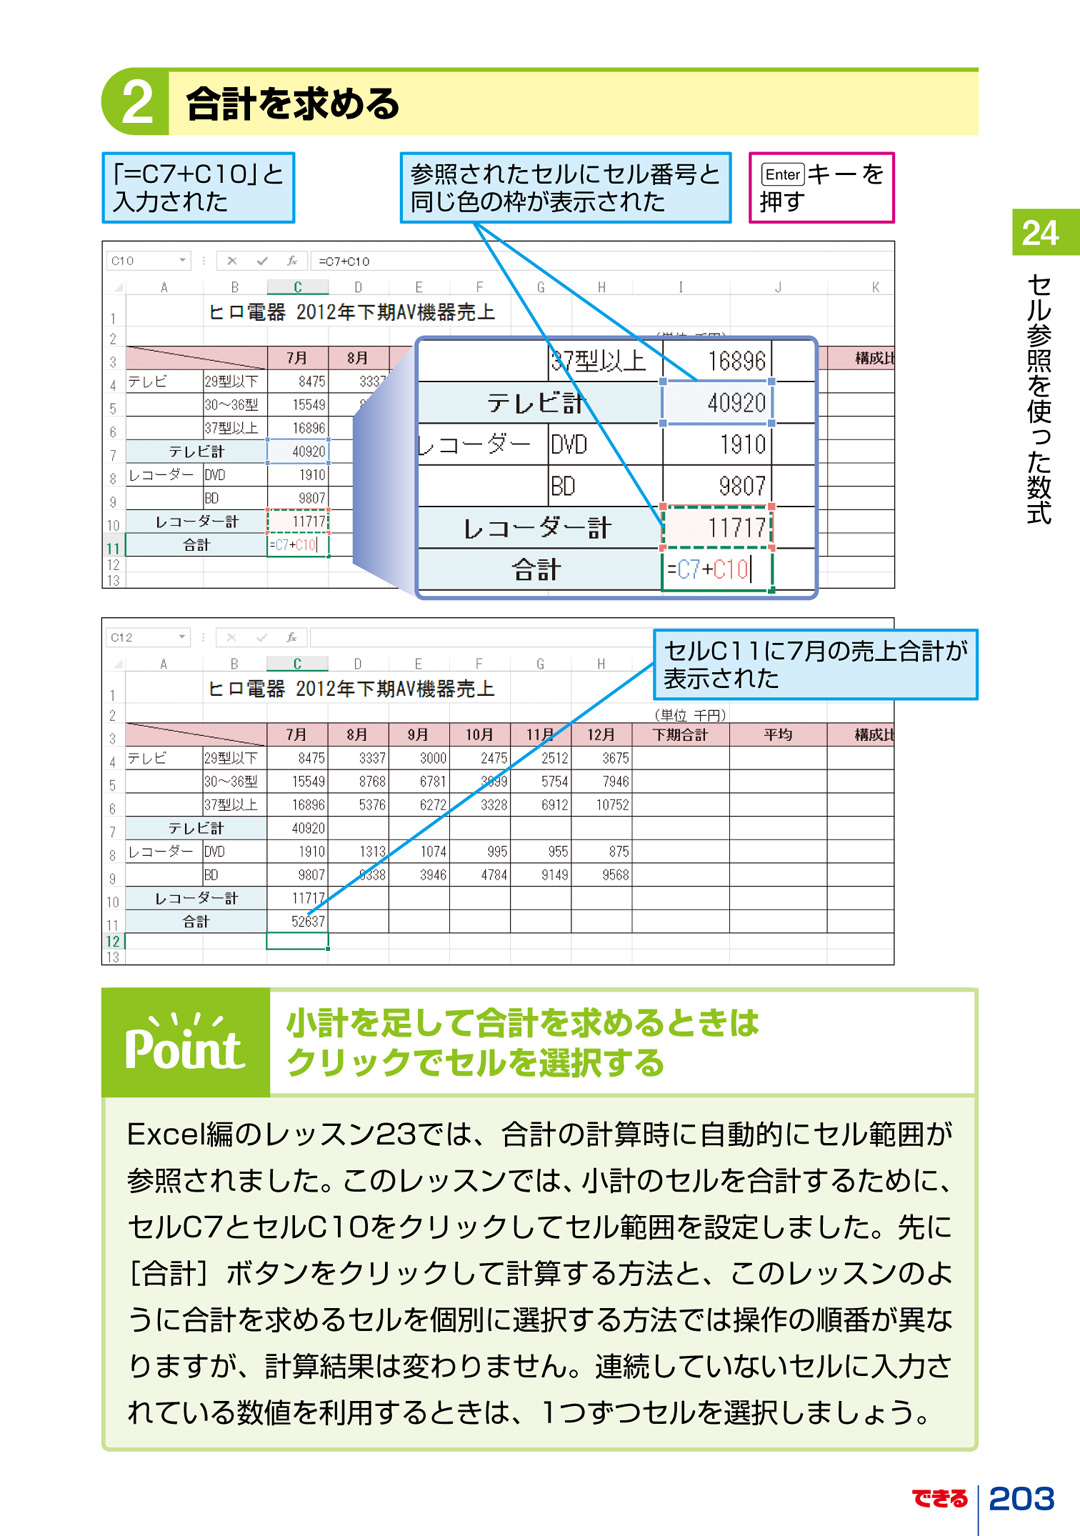 2 合計を求める
「=C7+C10」と
入力された
参照されたセルにセル番号と
同じ色の枠が表示された
Enterキーを
押す
24
セル参照を使った数式
C10 =C7+C10
A B C D E F G H I J K
1 ヒロ電器 2012年下期AV機器売上
2
3 7月 8月 構成比
4 テレビ 29型以下 8475 3337
5 30～36型 15549
6 37型以上 16896
7 テレビ計 40920
8 レコーダー DVD 1910
9 BD 9807
10 レコーダー計 11717
11 合計 =C7+C10
12
13
37型以上 16896
テレビ計 40920
レコーダー DVD 1910
BD 9807
レコーダー計 11717
合計 =C7+C10
セルC11に7月の売上合計が
表示された
C12
A B C D E F G H
1 ヒロ電器 2012年下期AV機器売上
2 （単位 千円）
3 7月 8月 9月 10月 11月 12月 下期合計 平均 構成比
4 テレビ 29型以下 8475 3337 3000 2475 2512 3675
5 30～36型 15549 8768 6781 3099 5754 7946
6 37型以上 16896 5376 6272 3328 6912 10752
7 テレビ計 40920
8 レコーダー DVD 1910 1313 1074 995 955 875
9 BD 9807 3946 4784 9149 9568
10 レコーダー計 11717
11 合計 52637
12
13
Point
小計を足して合計を求めるときは
クリックでセルを選択する
Excel編のレッスン23では、合計の計算時に自動的にセル範囲が
参照されました。このレッスンでは、小計のセルを合計するために、
セルC7とセルC10をクリックしてセル範囲を設定しました。先に
［合計］ボタンをクリックして計算する方法と、このレッスンのよ
うに合計を求めるセルを個別に選択する方法では操作の順番が異な
りますが、計算結果は変わりません。連続していないセルに入力さ
れている数値を利用するときは、1つずつセルを選択しましょう。
できる 203